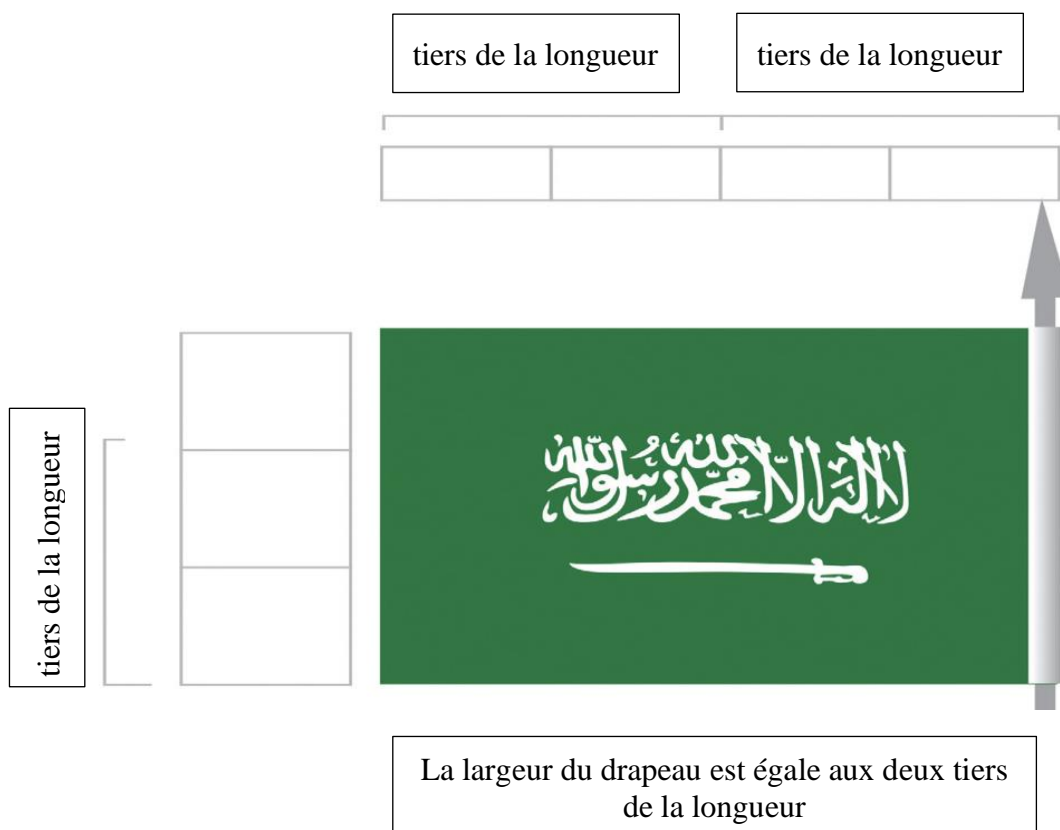 tiers de la longueur
tiers de la longueur
tiers de la longueur
لا إله إلا الله محمد رسول الله
La largeur du drapeau est égale aux deux tiers
de la longueur